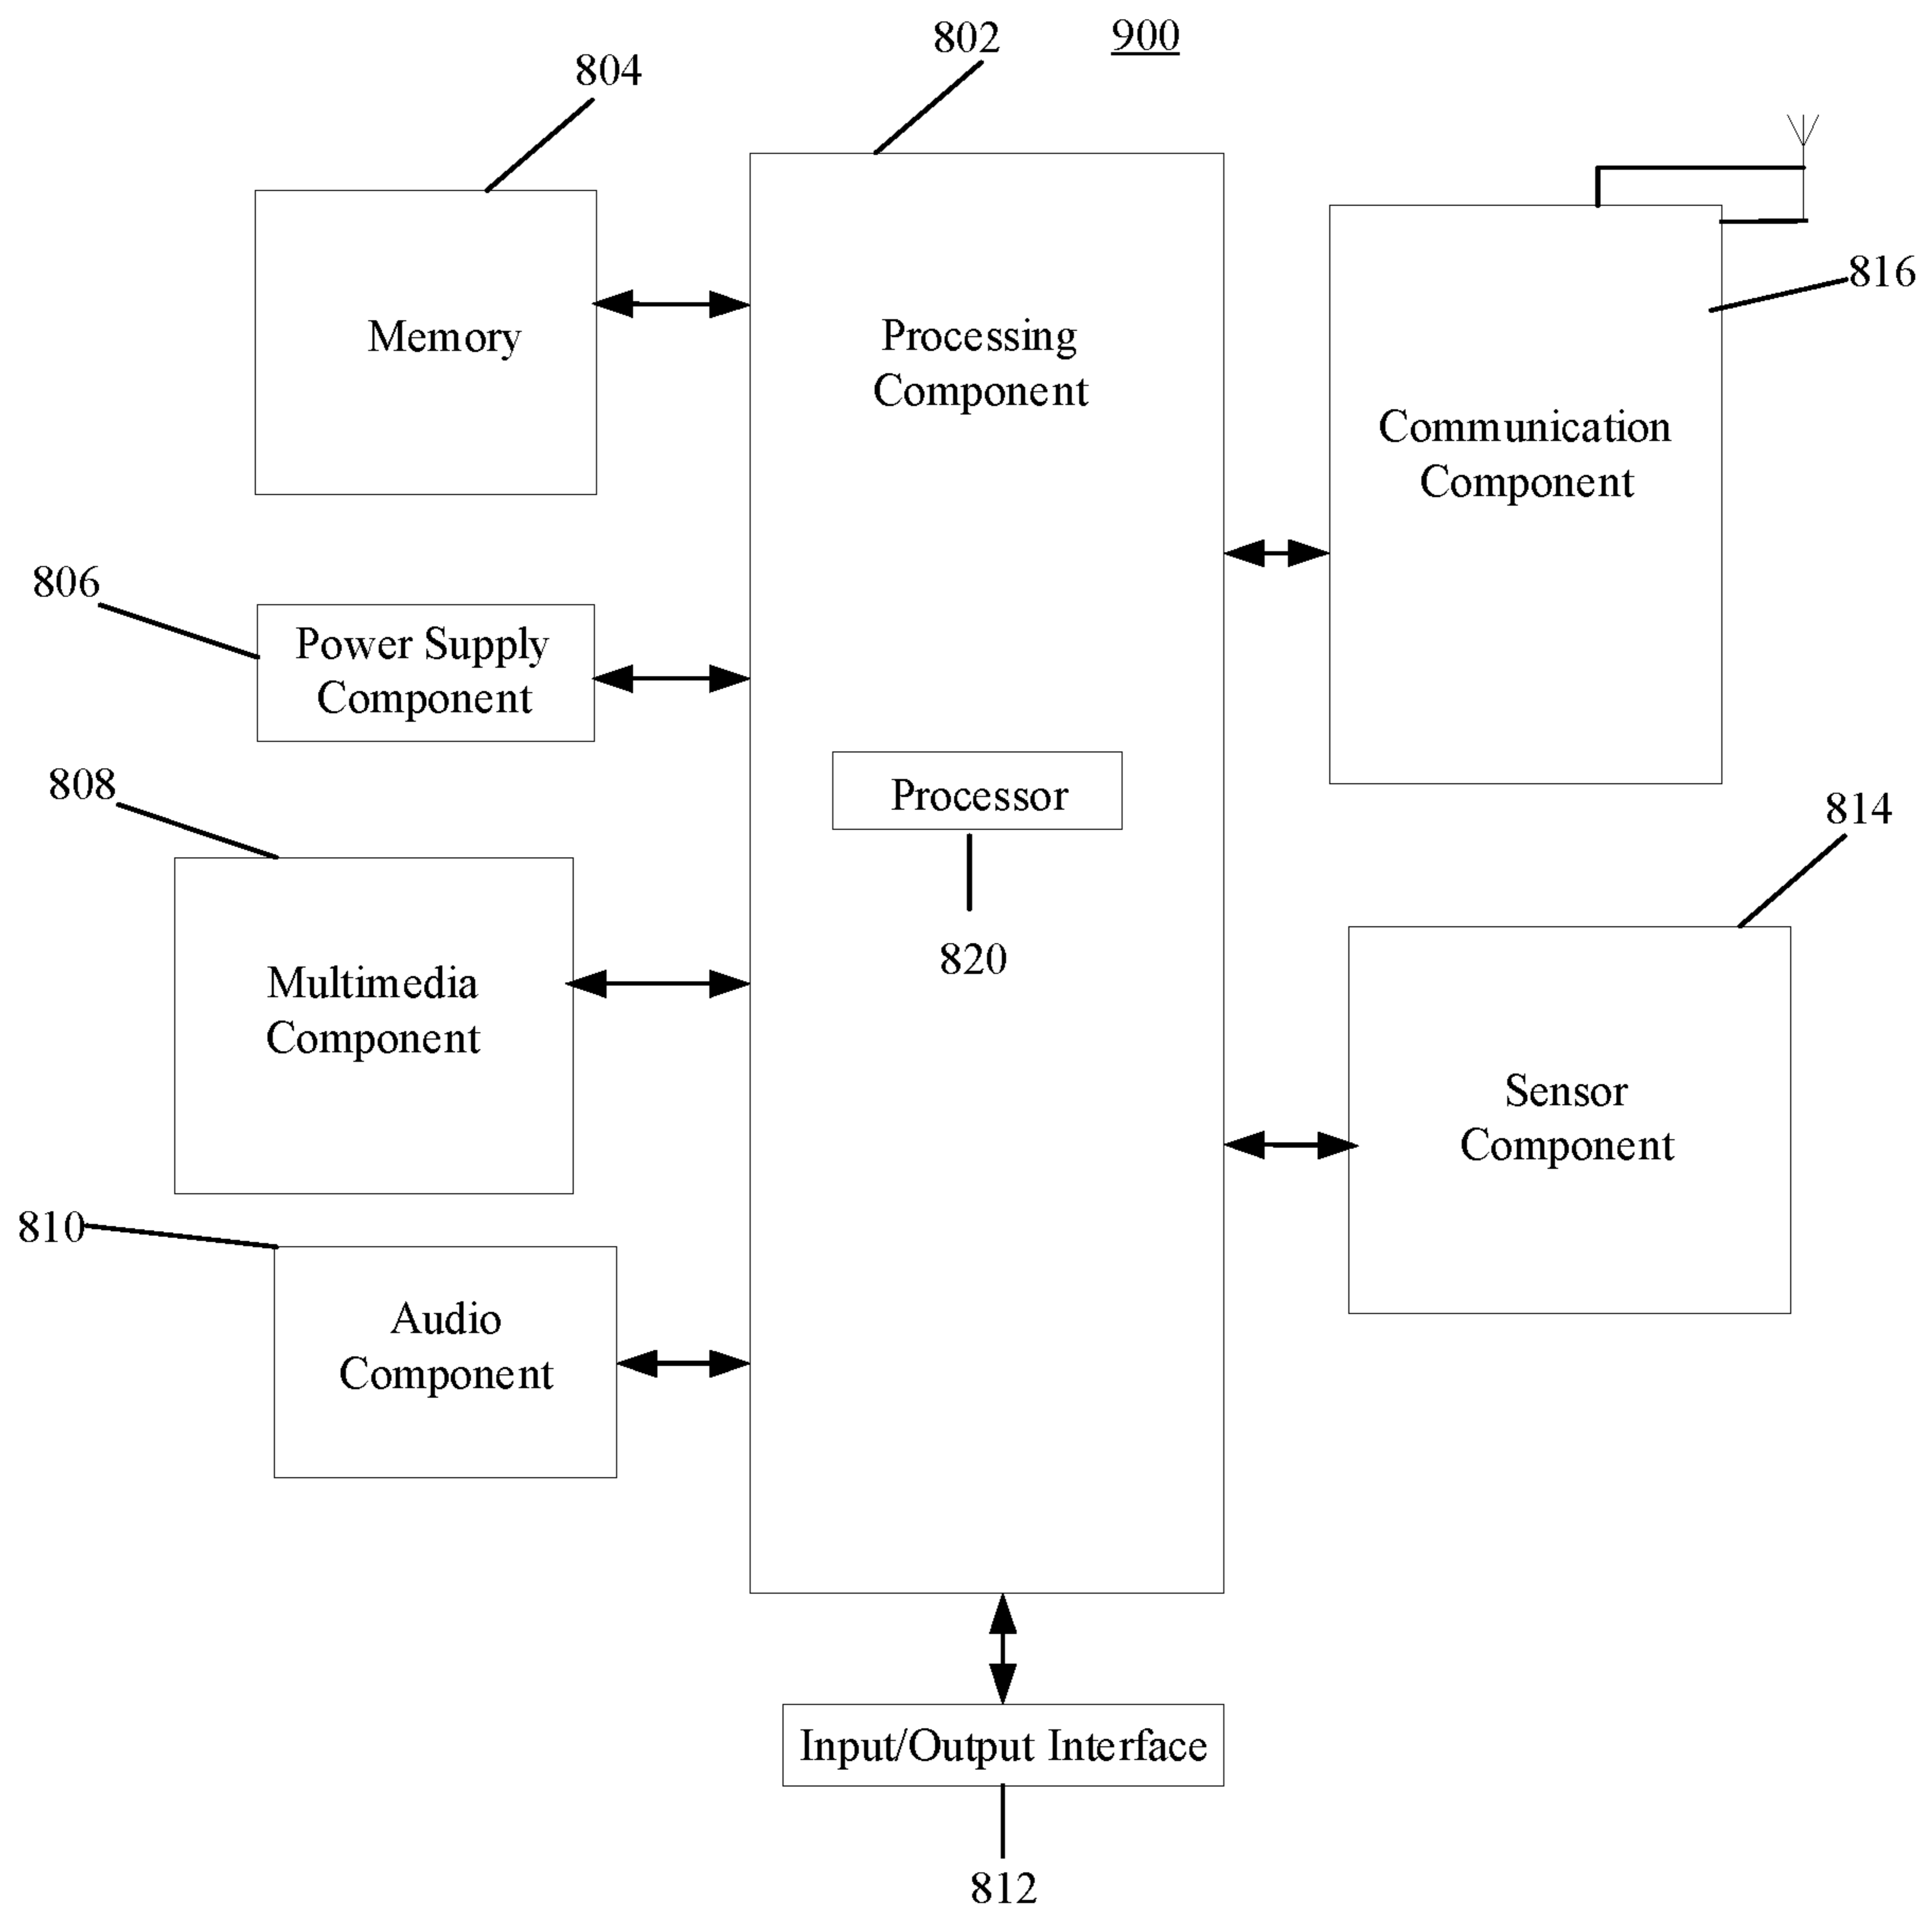 900
802
804
Memory
Processing
Component
816
Communication
Component
806
Power Supply
Component
808
Processor
820
814
Multimedia
Component
Sensor
Component
810
Audio
Component
Input/Output Interface
812